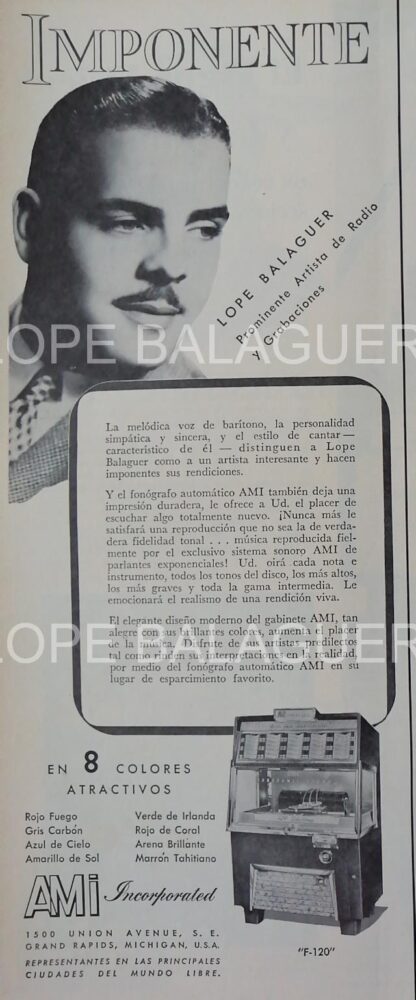 IMPONENTE
LOPE BALAGUER
Prominente Artista de Radio
y Grabaciones
LOPE BALAGUER
La melódica voz de barítono, la personalidad
simpática y sincera, y el estilo de cantar —
característico de él — distinguen a Lope
Balaguer como a un artista interesante y hacen
imponentes sus rendiciones.
Y el fonógrafo automático AMI también deja una
impresión duradera, le ofrece a Ud. el placer de
escuchar algo totalmente nuevo. ¡Nunca más le
satisfará una reproducción que no sea la de verda-
dera fidelidad tonal . . . música reproducida fiel-
mente por el exclusivo sistema sonoro AMI de
parlantes exponenciales! Ud. oirá cada nota e
instrumento, todos los tonos del disco, los más altos,
los más graves y toda la gama intermedia. Le
emocionará el realismo de una rendición viva.
El elegante diseño moderno del gabinete AMI, tan
alegre con sus brillantes colores, aumenta el placer
de la música. Disfrute de sus artistas predilectos
tal como rinden sus interpretaciones en la realidad,
por medio del fonógrafo automático AMI en su
lugar de esparcimiento favorito.
LOPE BALAGUER
EN 8 COLORES
ATRACTIVOS
Rojo Fuego Verde de Irlanda
Gris Carbón Rojo de Coral
Azul de Cielo Arena Brillante
Amarillo de Sol Marrón Tahitiano
AMi Incorporated
1500 UNION AVENUE, S. E.
GRAND RAPIDS, MICHIGAN, U.S.A.
REPRESENTANTES EN LAS PRINCIPALES
CIUDADES DEL MUNDO LIBRE.
"F-120"